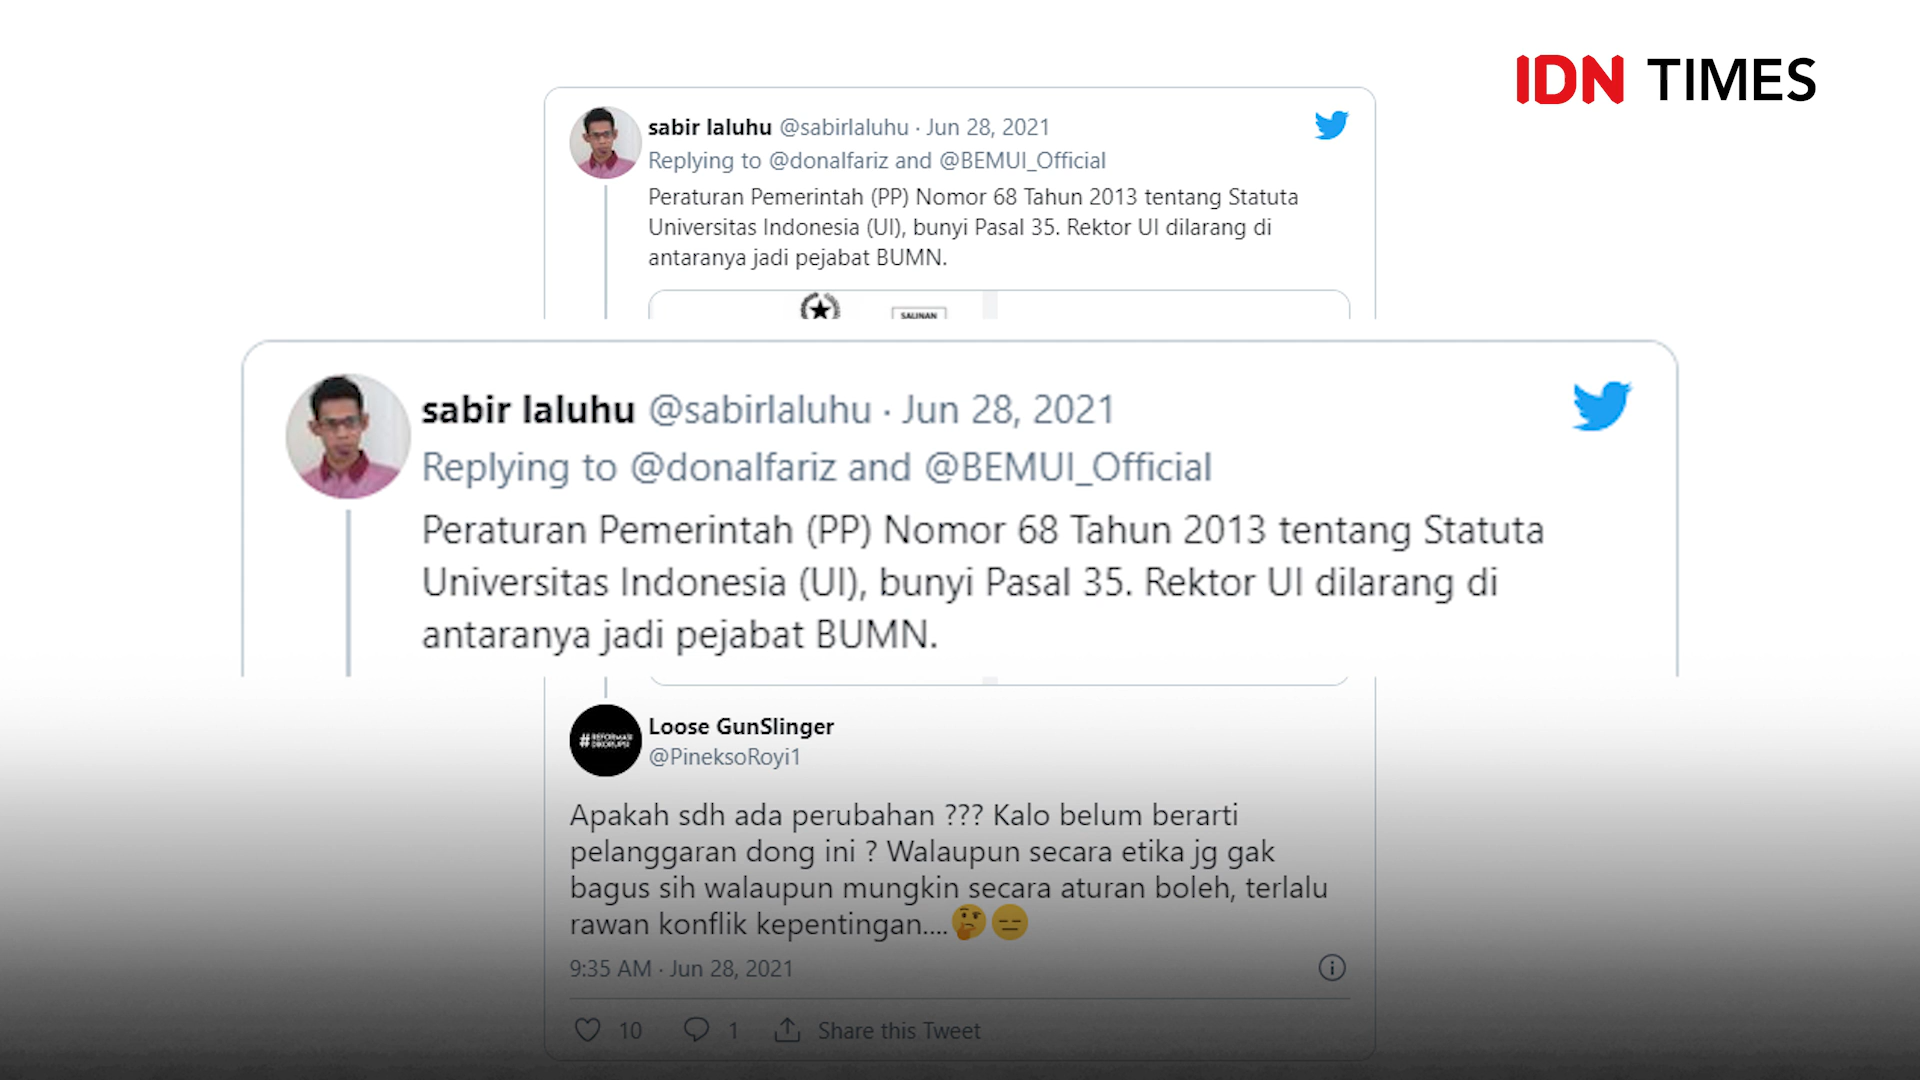 IDN TIMES
sabir laluhu @sabirlaluhu · Jun 28, 2021
Replying to @donalfariz and @BEMUI_Official
Peraturan Pemerintah (PP) Nomor 68 Tahun 2013 tentang Statuta
Universitas Indonesia (UI), bunyi Pasal 35. Rektor UI dilarang di
antaranya jadi pejabat BUMN.
SALINAN
sabir laluhu @sabirlaluhu · Jun 28, 2021
Replying to @donalfariz and @BEMUI_Official
Peraturan Pemerintah (PP) Nomor 68 Tahun 2013 tentang Statuta
Universitas Indonesia (UI), bunyi Pasal 35. Rektor UI dilarang di
antaranya jadi pejabat BUMN.
#REFORMASI
DIKORUPSI
Loose GunSlinger
@PineksoRoyi1
Apakah sdh ada perubahan ??? Kalo belum berarti
pelanggaran dong ini ? Walaupun secara etika jg gak
bagus sih walaupun mungkin secara aturan boleh, terlalu
rawan konflik kepentingan....🤔😑
9:35 AM · Jun 28, 2021
10 1 Share this Tweet